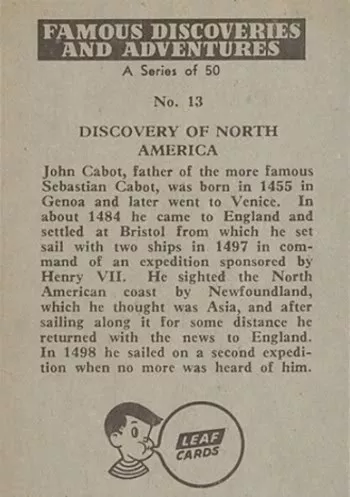 FAMOUS DISCOVERIES
AND ADVENTURES
A Series of 50
No. 13
DISCOVERY OF NORTH
AMERICA
John Cabot, father of the more famous
Sebastian Cabot, was born in 1455 in
Genoa and later went to Venice. In
about 1484 he came to England and
settled at Bristol from which he set
sail with two ships in 1497 in com-
mand of an expedition sponsored by
Henry VII. He sighted the North
American coast by Newfoundland,
which he thought was Asia, and after
sailing along it for some distance he
returned with the news to England.
In 1498 he sailed on a second expedi-
tion when no more was heard of him.
LEAF
CARDS